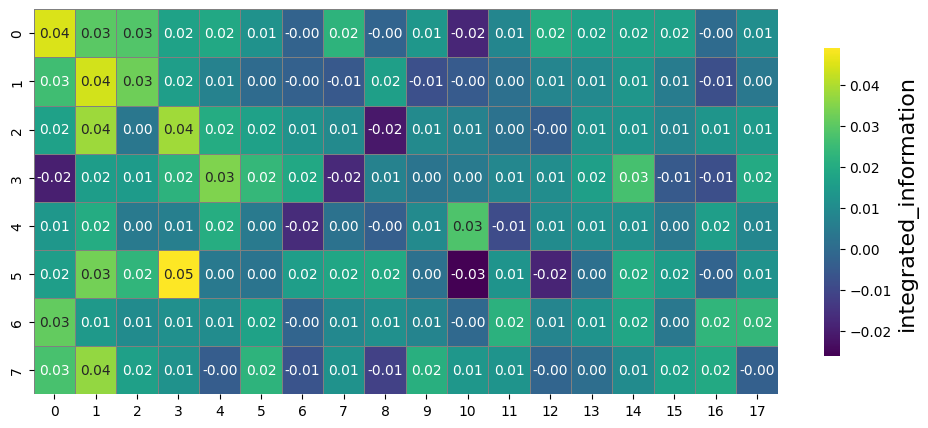 0 0.04 0.03 0.03 0.02 0.02 0.01 -0.00 0.02 -0.00 0.01 -0.02 0.01 0.02 0.02 0.02 0.02 -0.00 0.01
1 0.03 0.04 0.03 0.02 0.01 0.00 -0.00 -0.01 0.02 -0.01 -0.00 0.00 0.01 0.01 0.01 0.01 -0.01 0.00
2 0.02 0.04 0.00 0.04 0.02 0.02 0.01 0.01 -0.02 0.01 0.01 0.00 -0.00 0.01 0.01 0.01 0.01 0.01
3 -0.02 0.02 0.01 0.02 0.03 0.02 0.02 -0.02 0.01 0.00 0.00 0.01 0.01 0.02 0.03 -0.01 -0.01 0.02
4 0.01 0.02 0.00 0.01 0.02 0.00 -0.02 0.00 -0.00 0.01 0.03 -0.01 0.01 0.01 0.01 0.00 0.02 0.01
5 0.02 0.03 0.02 0.05 0.00 0.00 0.02 0.02 0.02 0.00 -0.03 0.01 -0.02 0.00 0.02 0.02 -0.00 0.01
6 0.03 0.01 0.01 0.01 0.01 0.02 -0.00 0.01 0.01 0.01 -0.00 0.02 0.01 0.01 0.02 0.00 0.02 0.02
7 0.03 0.04 0.02 0.01 -0.00 0.02 -0.01 0.01 -0.01 0.02 0.01 0.01 -0.00 -0.00 0.01 0.02 0.02 -0.00
0 1 2 3 4 5 6 7 8 9 10 11 12 13 14 15 16 17
0.04
0.03
0.02
0.01
0.00
−0.01
−0.02
integrated_information